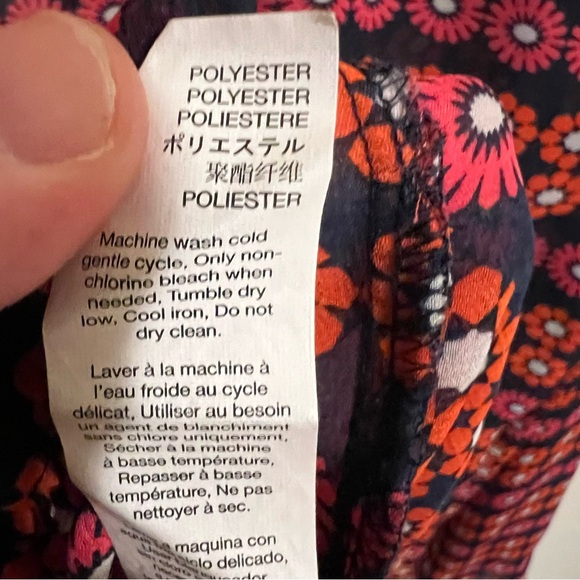 POLYESTER
POLYESTER
POLIESTERE
ポリエステル
聚酯纤维
POLIESTER
Machine wash cold
gentle cycle, Only non-
chlorine bleach when
needed, Tumble dry
low, Cool iron, Do not
dry clean.
Laver à la machine à
l'eau froide au cycle
délicat, Utiliser au besoin
un agent de blanchiment
sans chlore uniquement,
Sécher à la machine
à basse température,
Repasser à basse
température, Ne pas
nettoyer à sec.
maquina con
ciclo delicado,